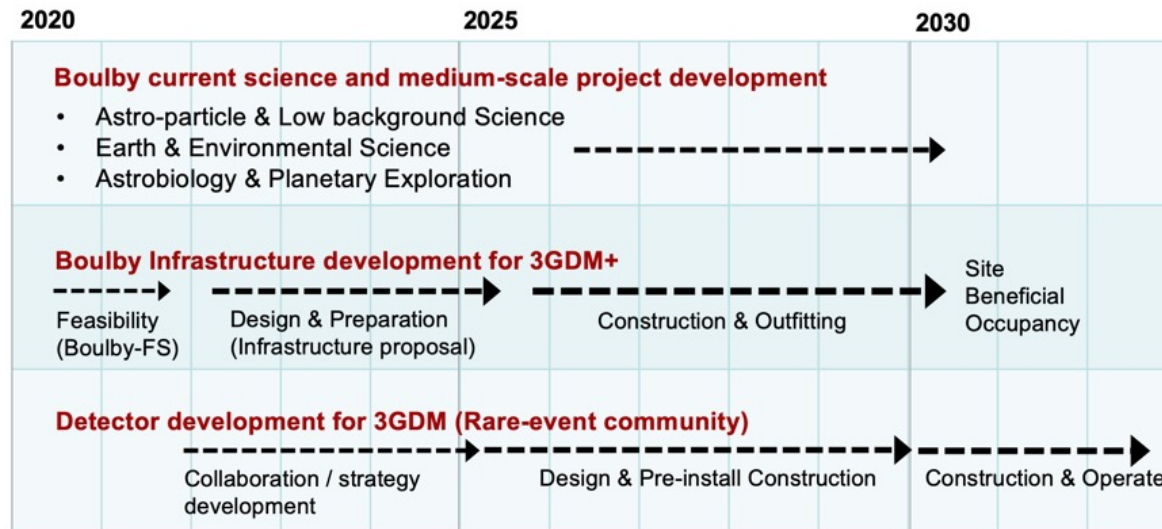 2020 2025 2030
Boulby current science and medium-scale project development
• Astro-particle & Low background Science
• Earth & Environmental Science
• Astrobiology & Planetary Exploration
Boulby Infrastructure development for 3GDM+
Feasibility
(Boulby-FS)
Design & Preparation
(Infrastructure proposal)
Construction & Outfitting
Site
Beneficial
Occupancy
Detector development for 3GDM (Rare-event community)
Collaboration / strategy
development
Design & Pre-install Construction
Construction & Operate